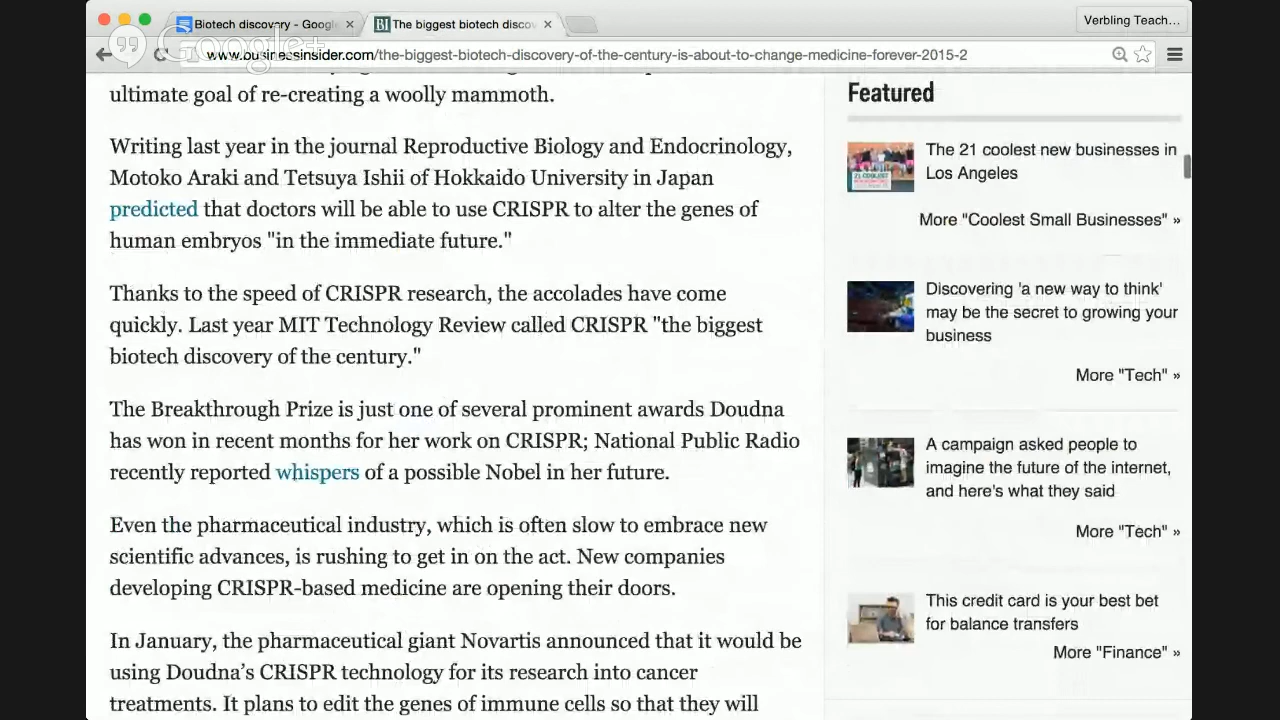 Biotech discovery - Google
The biggest biotech discov
Verbling Teach...
Google+
www.businessinsider.com/the-biggest-biotech-discovery-of-the-century-is-about-to-change-medicine-forever-2015-2
ultimate goal of re-creating a woolly mammoth.
Writing last year in the journal Reproductive Biology and Endocrinology,
Motoko Araki and Tetsuya Ishii of Hokkaido University in Japan
predicted that doctors will be able to use CRISPR to alter the genes of
human embryos "in the immediate future."
Thanks to the speed of CRISPR research, the accolades have come
quickly. Last year MIT Technology Review called CRISPR "the biggest
biotech discovery of the century."
The Breakthrough Prize is just one of several prominent awards Doudna
has won in recent months for her work on CRISPR; National Public Radio
recently reported whispers of a possible Nobel in her future.
Even the pharmaceutical industry, which is often slow to embrace new
scientific advances, is rushing to get in on the act. New companies
developing CRISPR-based medicine are opening their doors.
In January, the pharmaceutical giant Novartis announced that it would be
using Doudna’s CRISPR technology for its research into cancer
treatments. It plans to edit the genes of immune cells so that they will
Featured
The 21 coolest new businesses in
Los Angeles
More "Coolest Small Businesses" »
Discovering 'a new way to think'
may be the secret to growing your
business
More "Tech" »
A campaign asked people to
imagine the future of the internet,
and here's what they said
More "Tech" »
This credit card is your best bet
for balance transfers
More "Finance" »